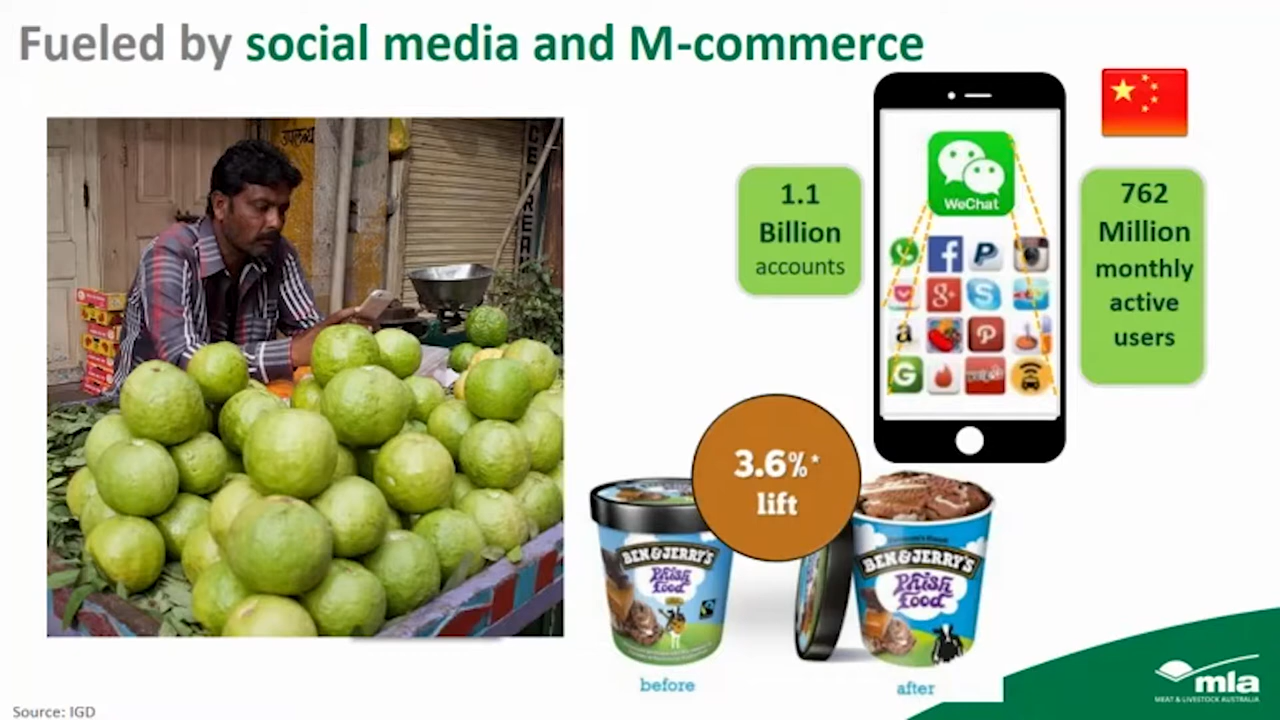 Fueled by social media and M-commerce
1.1
Billion
accounts
WeChat
762
Million
monthly
active
users
3.6%*
lift
BEN & JERRY'S
Phish
Food
BEN & JERRY'S
Phish
Food
before
after
mla
MEAT & LIVESTOCK AUSTRALIA
Source: IGD